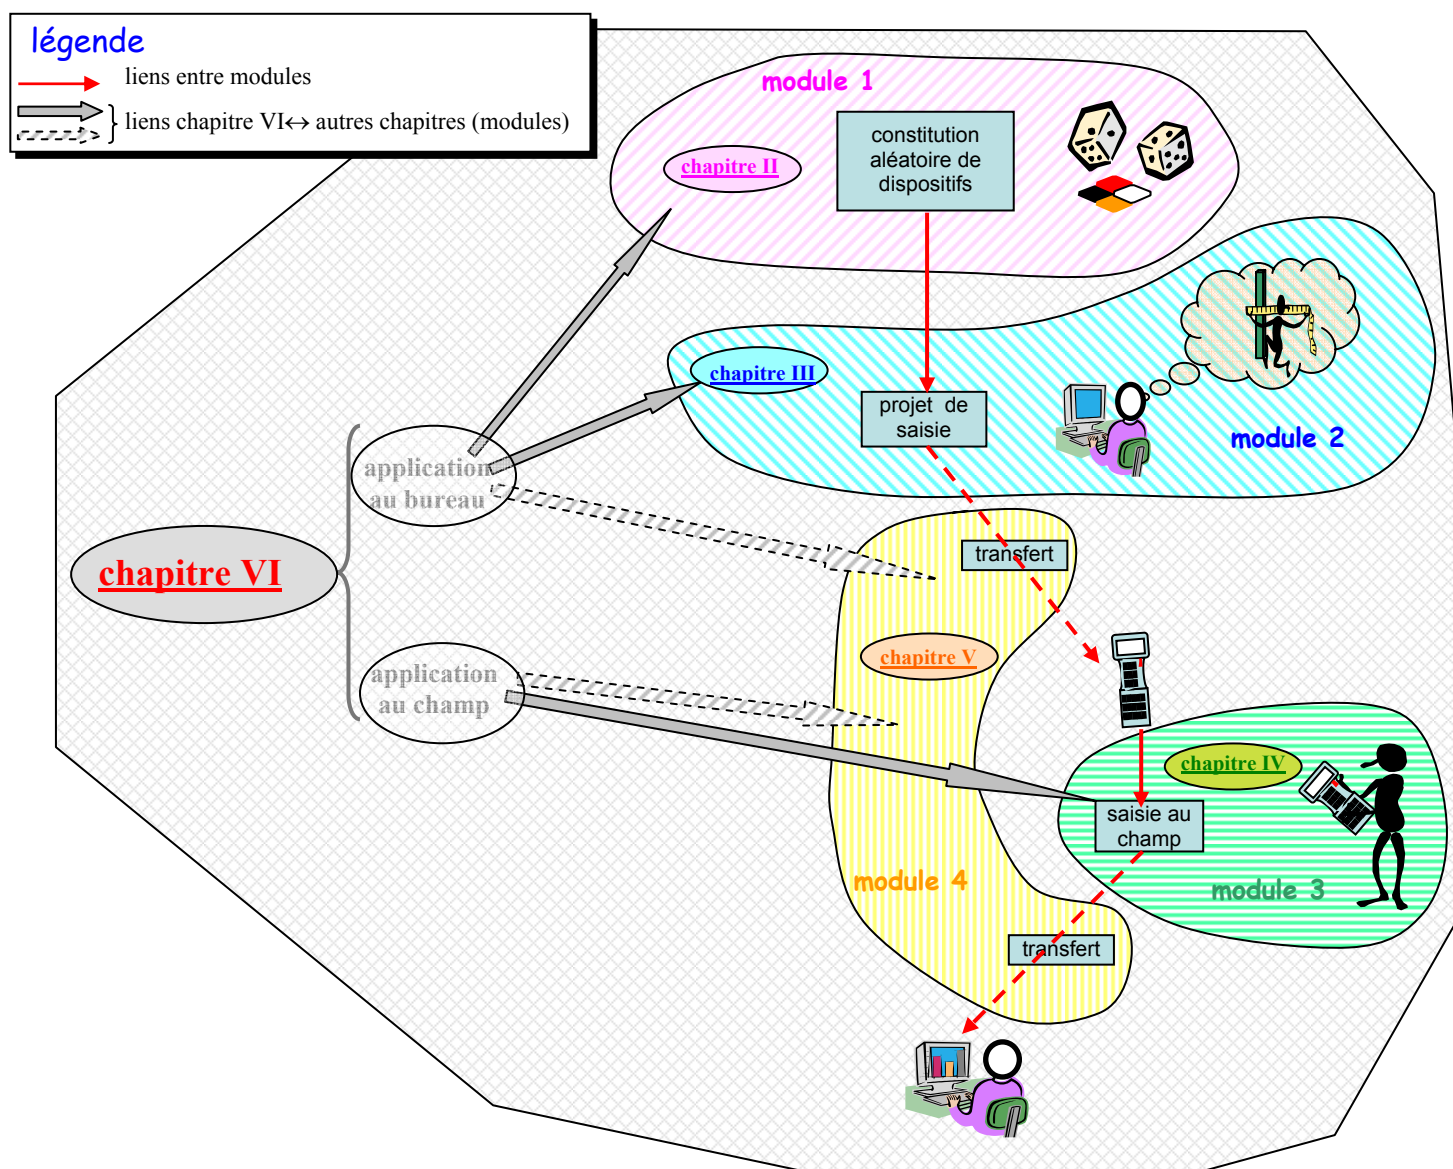 légende
liens entre modules
liens chapitre VI↔ autres chapitres (modules)
module 1
constitution
aléatoire de
dispositifs
chapitre II
chapitre III
projet de
saisie
module 2
application
au bureau
transfert
chapitre VI
chapitre V
application
au champ
chapitre IV
saisie au
champ
module 4
module 3
transfert